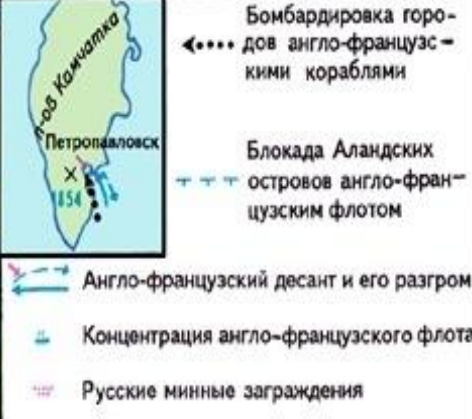 п-ов Камчатка
Петропавловск
1854
Бомбардировка горо-
дов англо-французс-
кими кораблями
Блокада Аландских
островов англо-фран-
цузским флотом
Англо-французский десант и его разгром
Концентрация англо-французского флота
Русские минные заграждения